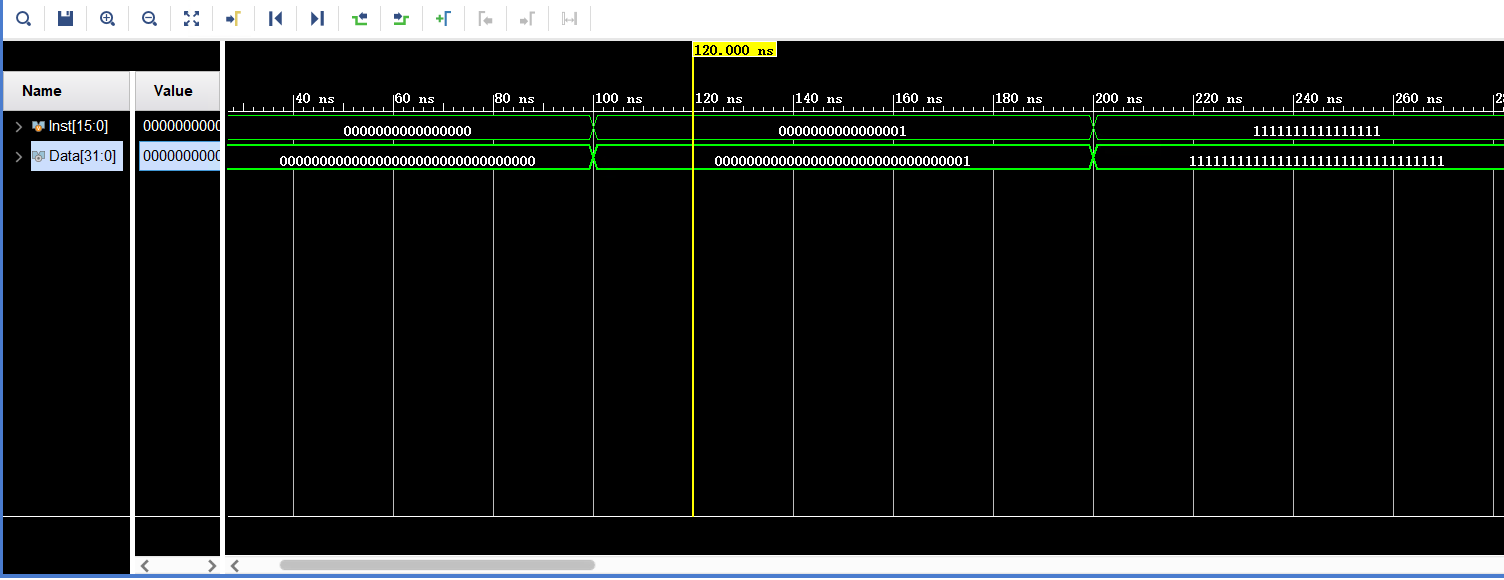 120.000 ns
Name Value
40 ns 60 ns 80 ns 100 ns 120 ns 140 ns 160 ns 180 ns 200 ns 220 ns 240 ns 260 ns
Inst[15:0] 0000000000 0000000000000000 0000000000000001 1111111111111111
Data[31:0] 0000000000 00000000000000000000000000000000 00000000000000000000000000000001 11111111111111111111111111111111